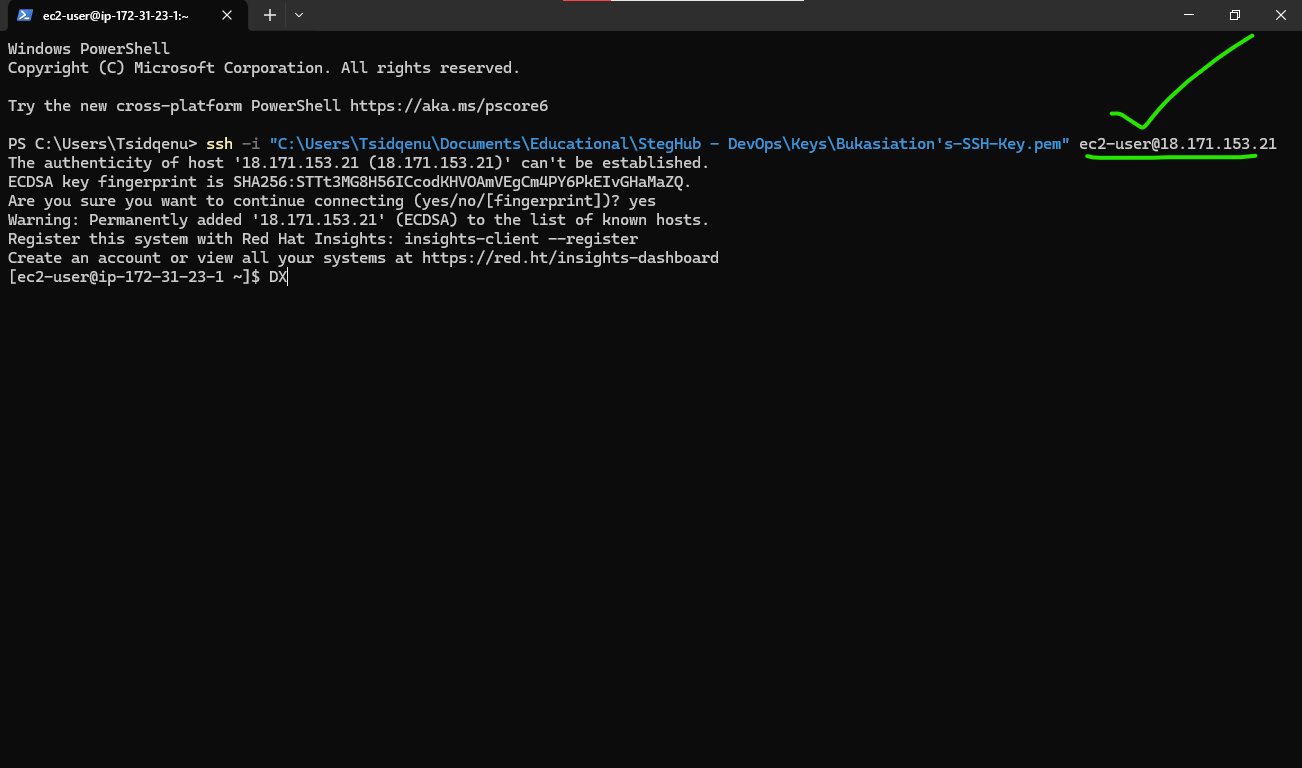 ec2-user@ip-172-31-23-1:~
Windows PowerShell
Copyright (C) Microsoft Corporation. All rights reserved.
Try the new cross-platform PowerShell https://aka.ms/pscore6
PS C:\Users\Tsidqenu> ssh -i "C:\Users\Tsidqenu\Documents\Educational\StegHub - DevOps\Keys\Bukasiation's-SSH-Key.pem" ec2-user@18.171.153.21
The authenticity of host '18.171.153.21 (18.171.153.21)' can't be established.
ECDSA key fingerprint is SHA256:STTt3MG8H56ICcodKHVOAmVEgCm4PY6PkEIvGHaMaZQ.
Are you sure you want to continue connecting (yes/no/[fingerprint])? yes
Warning: Permanently added '18.171.153.21' (ECDSA) to the list of known hosts.
Register this system with Red Hat Insights: insights-client --register
Create an account or view all your systems at https://red.ht/insights-dashboard
[ec2-user@ip-172-31-23-1 ~]$ DX